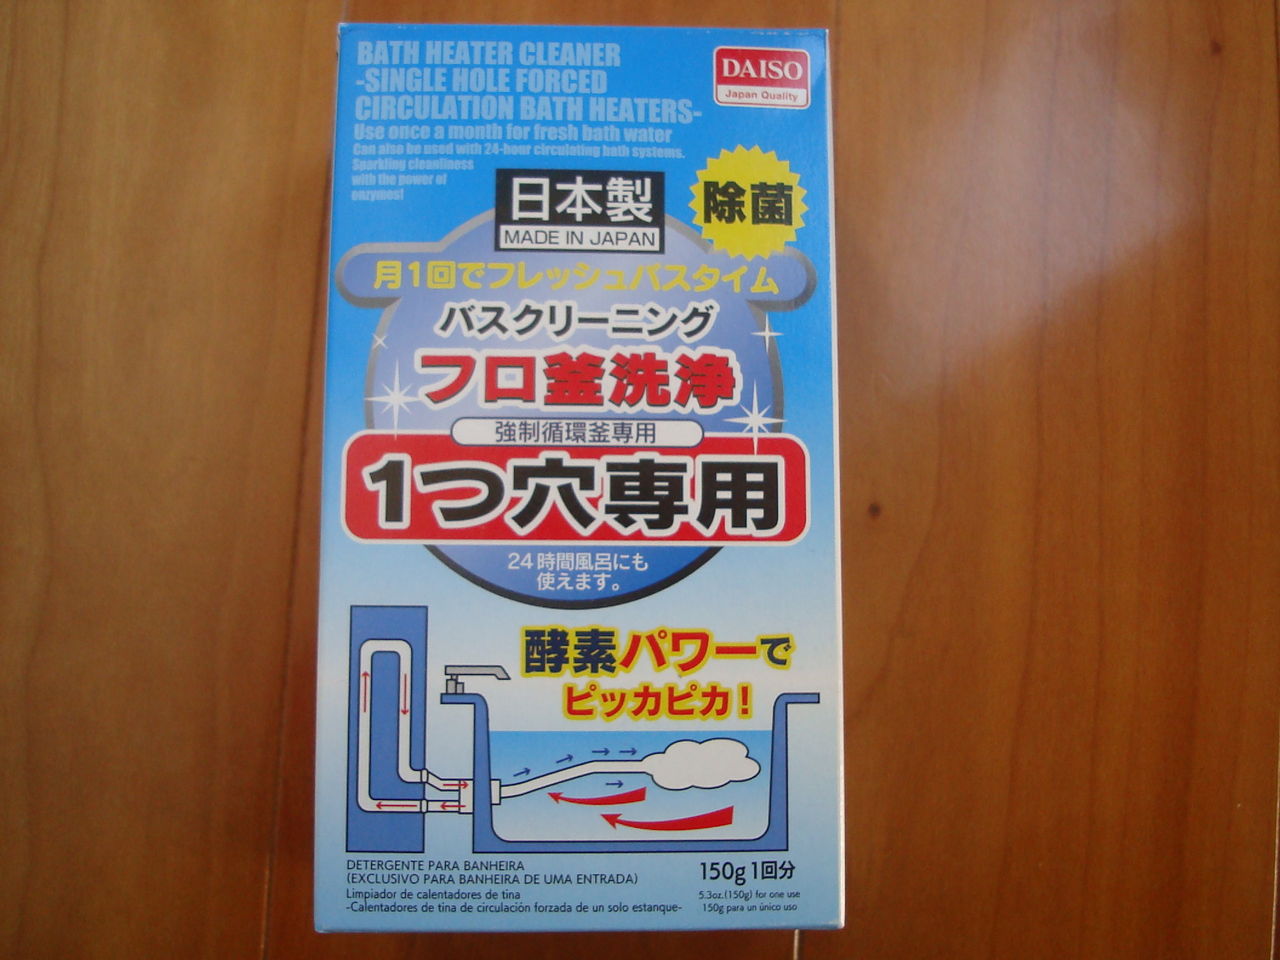 BATH HEATER CLEANER
-SINGLE HOLE FORCED
CIRCULATION BATH HEATERS-
Use once a month for fresh bath water
Can also be used with 24-hour circulating bath systems.
Sparkling cleanliness
with the power of
enzymes!
DAISO
Japan Quality
日本製
MADE IN JAPAN
除菌
月1回でフレッシュバスタイム
バスクリーニング
フロ釜洗浄
強制循環釜専用
1つ穴専用
24時間風呂にも
使えます。
酵素パワーで
ピッカピカ!
DETERGENTE PARA BANHEIRA
(EXCLUSIVO PARA BANHEIRA DE UMA ENTRADA)
Limpiador de calentadores de tina
-Calentadores de tina de circulación forzada de un solo estanque-
150g 1回分
5.3oz.(150g) for one use
150g para un único uso